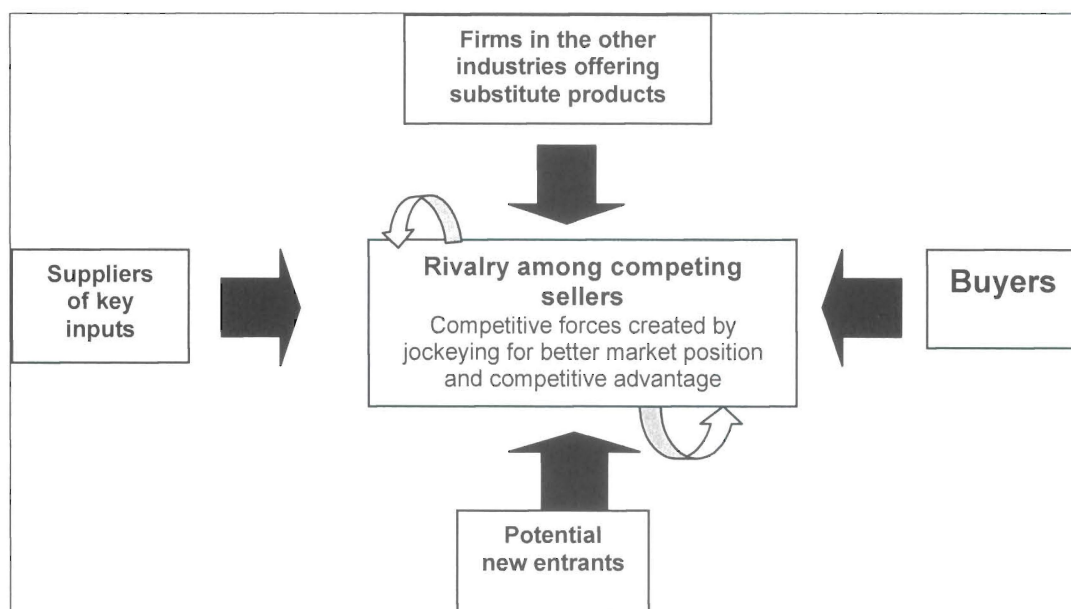 Firms in the other
industries offering
substitute products
Suppliers
of key
inputs
Rivalry among competing
sellers
Competitive forces created by
jockeying for better market position
and competitive advantage
Buyers
Potential
new entrants